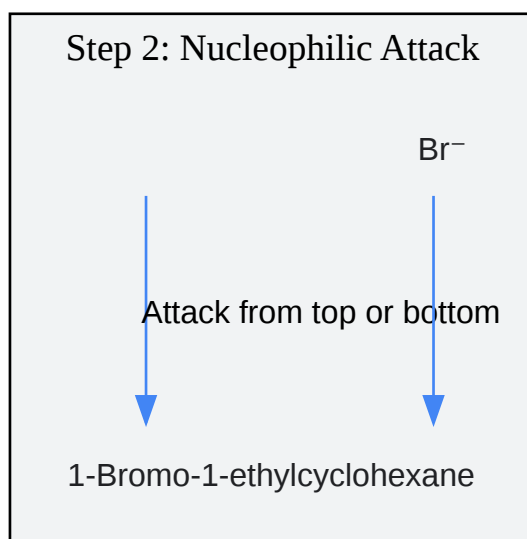 Step 2: Nucleophilic Attack
Br⁻
Attack from top or bottom
1-Bromo-1-ethylcyclohexane